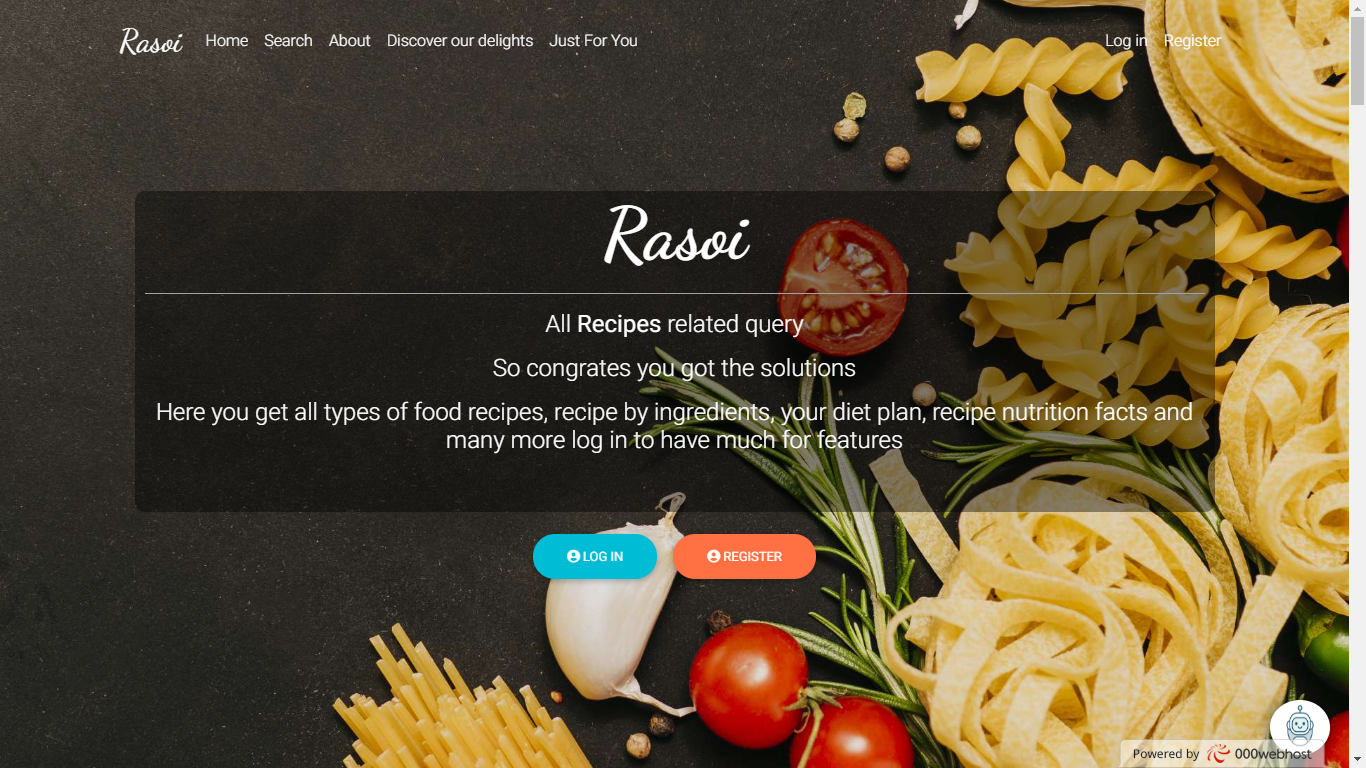 Rasoi Home Search About Discover our delights Just For You Log in Register
Rasoi
All Recipes related query
So congrates you got the solutions
Here you get all types of food recipes, recipe by ingredients, your diet plan, recipe nutrition facts and
many more log in to have much for features
LOG IN REGISTER
Powered by 000webhost